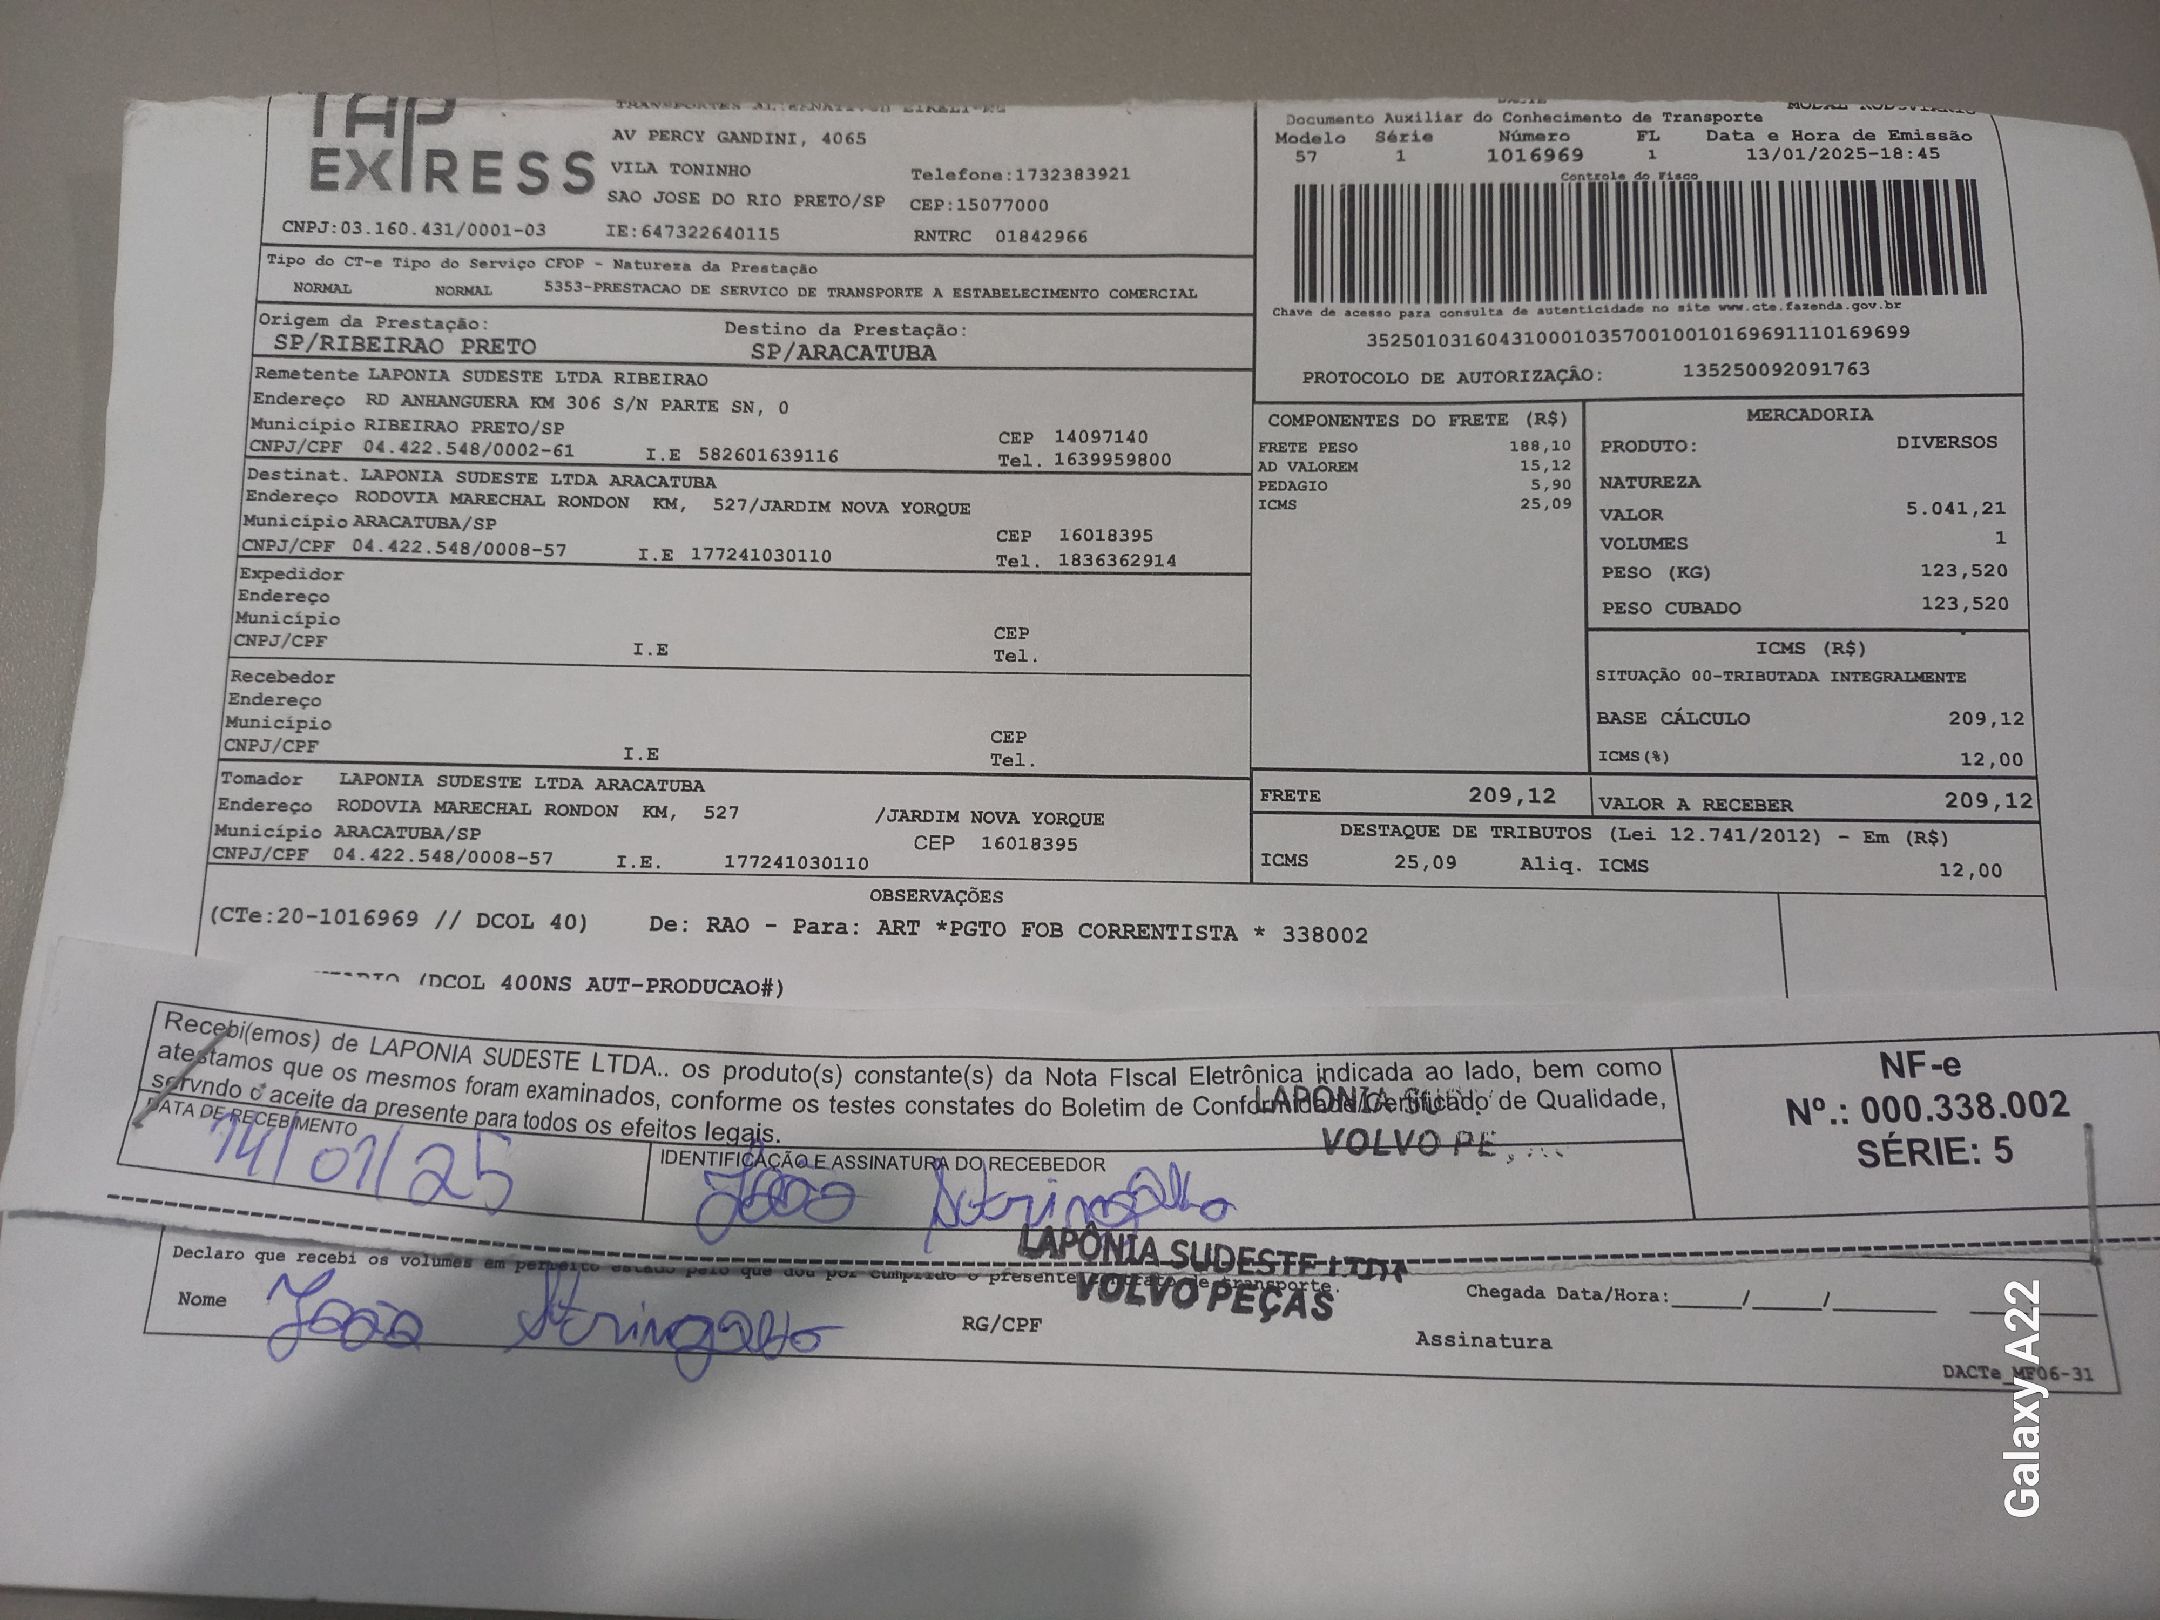 TAP
EXPRESS
AV PERCY GANDINI, 4065
VILA TONINHO Telefone:1732383921
SAO JOSE DO RIO PRETO/SP CEP:15077000
CNPJ:03.160.431/0001-03 IE:647322640115 RNTRC 01842966
Documento Auxiliar do Conhecimento de Transporte
Modelo Série Número FL Data e Hora de Emissão
57 1 1016969 1 13/01/2025-18:45
Controle do Fisco
Chave de acesso para consulta de autenticidade no site www.cte.fazenda.gov.br
35250103160431000103570010010169691110169699
PROTOCOLO DE AUTORIZAÇÃO: 135250092091763
Tipo do CT-e Tipo do Serviço CFOP - Natureza da Prestação
NORMAL NORMAL 5353-PRESTACAO DE SERVICO DE TRANSPORTE A ESTABELECIMENTO COMERCIAL
Origem da Prestação: Destino da Prestação:
SP/RIBEIRAO PRETO SP/ARACATUBA
Remetente LAPONIA SUDESTE LTDA RIBEIRAO
Endereço RD ANHANGUERA KM 306 S/N PARTE SN, 0
Município RIBEIRAO PRETO/SP CEP 14097140
CNPJ/CPF 04.422.548/0002-61 I.E 582601639116 Tel. 1639959800
Destinat. LAPONIA SUDESTE LTDA ARACATUBA
Endereço RODOVIA MARECHAL RONDON KM, 527/JARDIM NOVA YORQUE
Município ARACATUBA/SP CEP 16018395
CNPJ/CPF 04.422.548/0008-57 I.E 177241030110 Tel. 1836362914
Expedidor
Endereço
Município CEP
CNPJ/CPF I.E Tel.
Recebedor
Endereço
Município CEP
CNPJ/CPF I.E Tel.
Tomador LAPONIA SUDESTE LTDA ARACATUBA
Endereço RODOVIA MARECHAL RONDON KM, 527 /JARDIM NOVA YORQUE
Município ARACATUBA/SP CEP 16018395
CNPJ/CPF 04.422.548/0008-57 I.E. 177241030110
COMPONENTES DO FRETE (R$)
FRETE PESO 188,10
AD VALOREM 15,12
PEDAGIO 5,90
ICMS 25,09
MERCADORIA
PRODUTO: DIVERSOS
NATUREZA
VALOR 5.041,21
VOLUMES 1
PESO (KG) 123,520
PESO CUBADO 123,520
ICMS (R$)
SITUAÇÃO 00-TRIBUTADA INTEGRALMENTE
BASE CÁLCULO 209,12
ICMS(%) 12,00
FRETE 209,12 VALOR A RECEBER 209,12
DESTAQUE DE TRIBUTOS (Lei 12.741/2012) - Em (R$)
ICMS 25,09 Aliq. ICMS 12,00
OBSERVAÇÕES
(CTe:20-1016969 // DCOL 40) De: RAO - Para: ART *PGTO FOB CORRENTISTA * 338002
(DCOL 400NS AUT-PRODUCAO#)
Recebi(emos) de LAPONIA SUDESTE LTDA.. os produto(s) constante(s) da Nota FIscal Eletrônica indicada ao lado, bem como
atestamos que os mesmos foram examinados, conforme os testes constates do Boletim de Conformidade/Certificado de Qualidade,
servndo o aceite da presente para todos os efeitos legais.
LAPÔNIA
VOLVO
DATA DE RECEBIMENTO IDENTIFICAÇÃO E ASSINATURA DO RECEBEDOR
14/01/25 João Stringatto
NF-e
Nº.: 000.338.002
SÉRIE: 5
LAPÔNIA SUDESTE LTDA
VOLVO PEÇAS
Declaro que recebi os volumes em perfeito estado pelo que dou por cumprido o presente contrato de transporte.
Nome João Stringatto RG/CPF
Chegada Data/Hora:_____/_____/________
Assinatura
DACTe_MF06-31
Galaxy A22